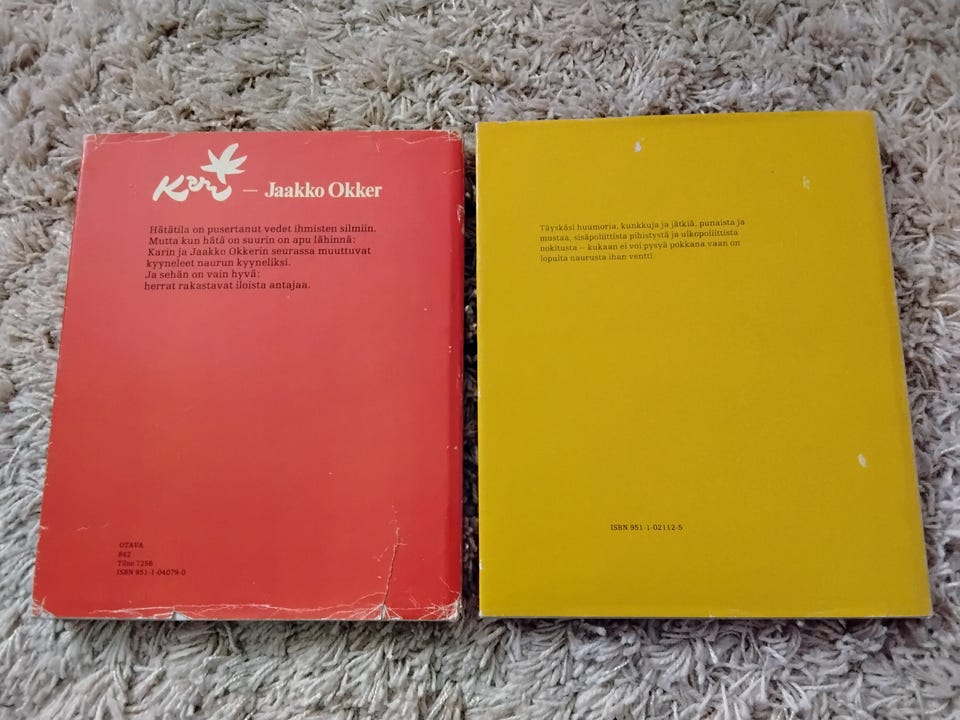 Kari – Jaakko Okker
Hätätila on pusertanut vedet ihmisten silmiin.
Mutta kun hätä on suurin on apu lähinnä:
Karin ja Jaakko Okkerin seurassa muuttuvat
kyyneleet naurun kyyneliksi.
Ja sehän on vain hyvä:
herrat rakastavat iloista antajaa.
OTAVA
842
Tilno 7256
ISBN 951-1-04079-0
Täyskäsi huumoria, kunkkuja ja jätkiä, punaista ja
mustaa, sisäpoliittista pihistystä ja ulkopoliittista
nokitusta – kukaan ei voi pysyä pokkana vaan on
lopulta naurusta ihan ventti.
ISBN 951-1-02112-5